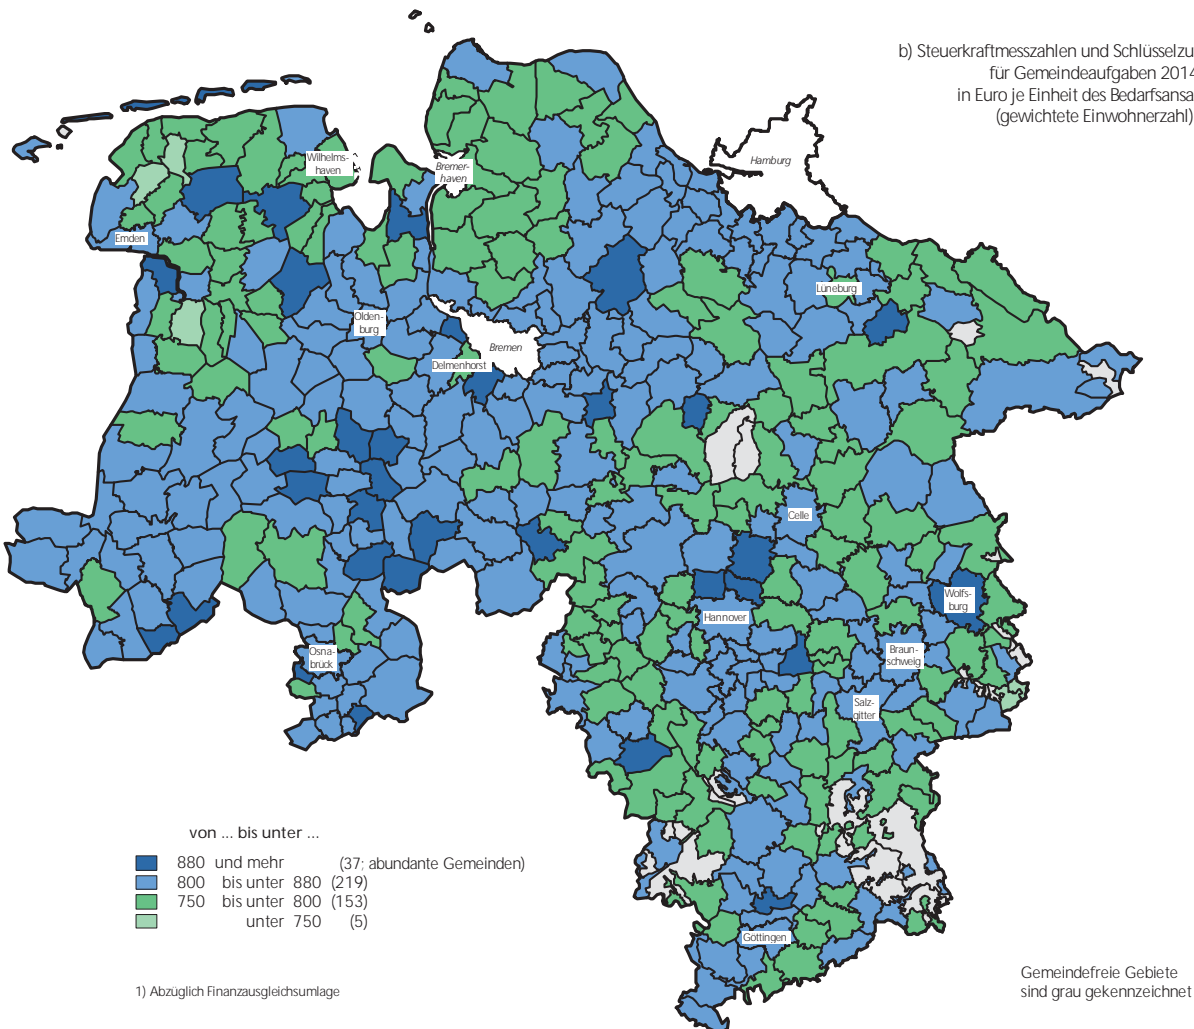 b) Steuerkraftmesszahlen und Schlüsselzu
für Gemeindeaufgaben 2014
in Euro je Einheit des Bedarfsansa
(gewichtete Einwohnerzahl)
Hamburg
Wilhelms-
haven
Bremer-
haven
Emden
Lüneburg
Olden-
burg
Bremen
Delmenhorst
Celle
Wolfs-
burg
Hannover
Osna-
brück
Braun-
schweig
Salz-
gitter
Göttingen
von ... bis unter ...
880 und mehr (37; abundante Gemeinden)
800 bis unter 880 (219)
750 bis unter 800 (153)
unter 750 (5)
1) Abzüglich Finanzausgleichsumlage
Gemeindefreie Gebiete
sind grau gekennzeichnet